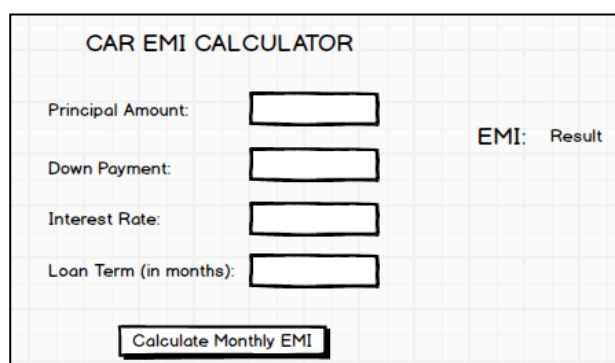 CAR EMI CALCULATOR
Principal Amount:
EMI: Result
Down Payment:
Interest Rate:
Loan Term (in months):
Calculate Monthly EMI